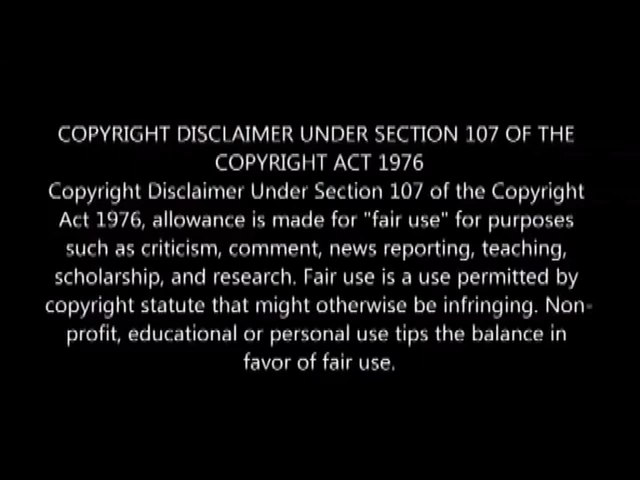 COPYRIGHT DISCLAIMER UNDER SECTION 107 OF THE
COPYRIGHT ACT 1976
Copyright Disclaimer Under Section 107 of the Copyright
Act 1976, allowance is made for "fair use" for purposes
such as criticism, comment, news reporting, teaching,
scholarship, and research. Fair use is a use permitted by
copyright statute that might otherwise be infringing. Non-
profit, educational or personal use tips the balance in
favor of fair use.